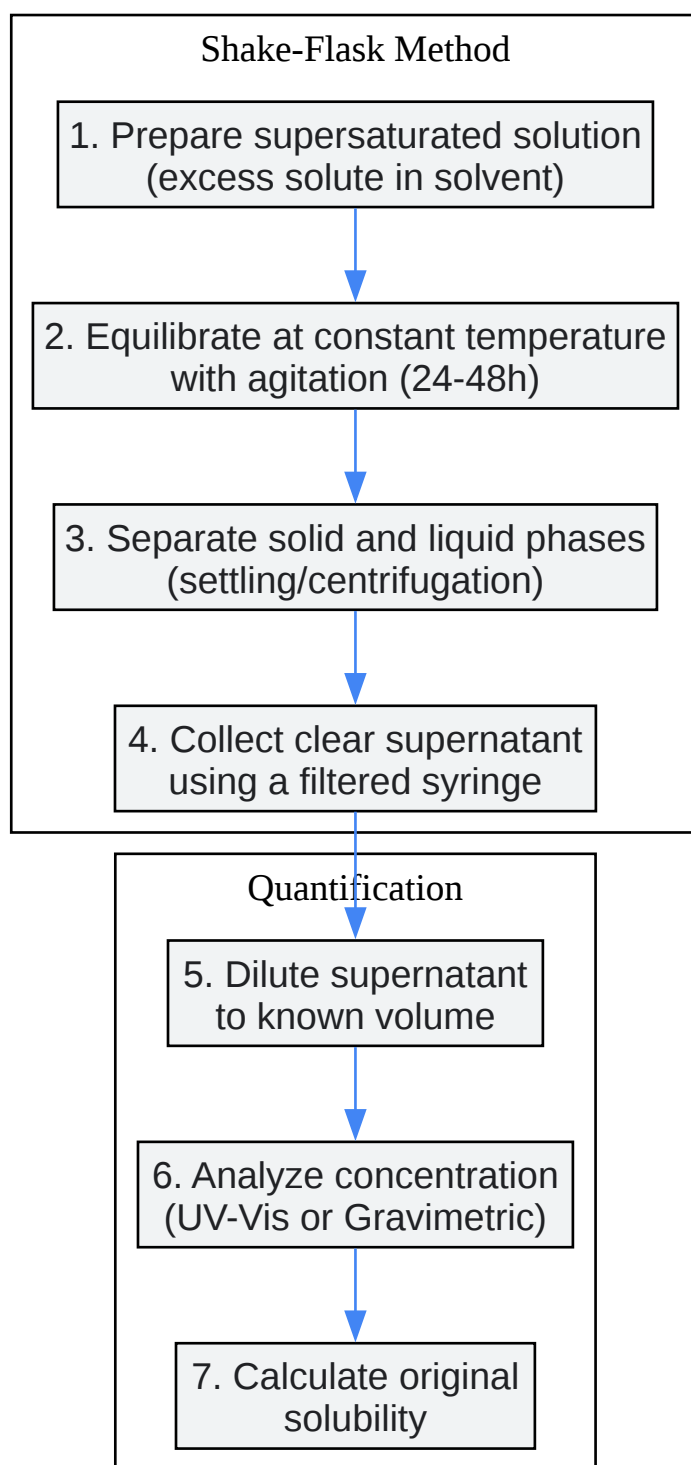 Shake-Flask Method
1. Prepare supersaturated solution
(excess solute in solvent)
2. Equilibrate at constant temperature
with agitation (24-48h)
3. Separate solid and liquid phases
(settling/centrifugation)
4. Collect clear supernatant
using a filtered syringe
Quantification
5. Dilute supernatant
to known volume
6. Analyze concentration
(UV-Vis or Gravimetric)
7. Calculate original
solubility